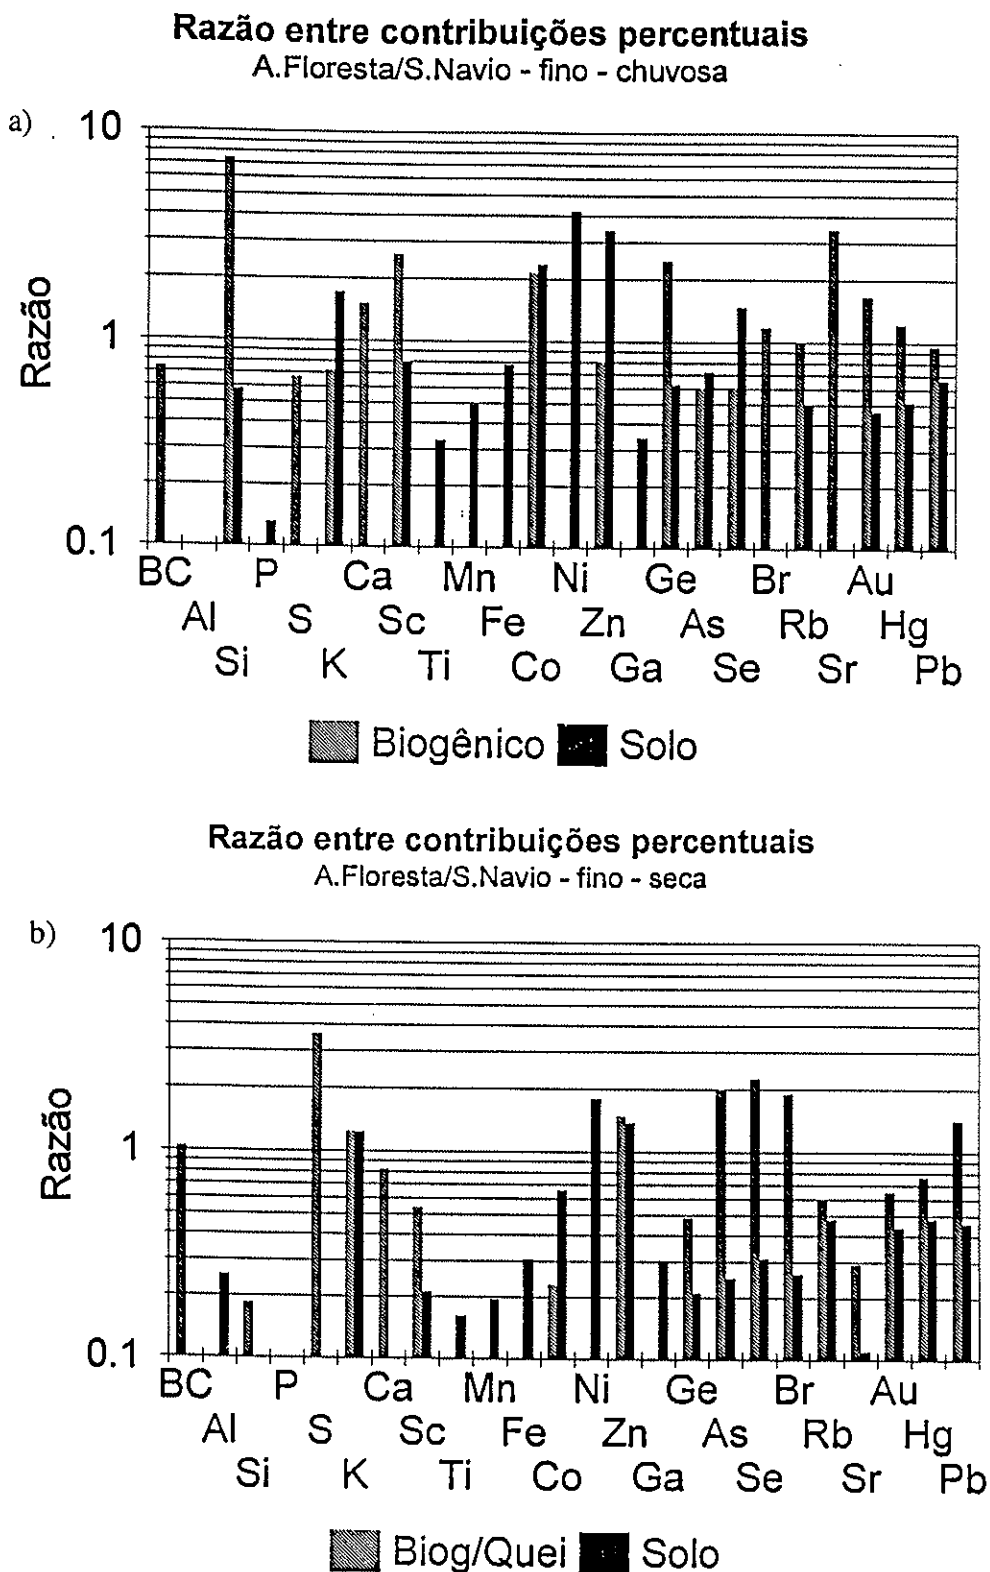 Razão entre contribuições percentuais
A.Floresta/S.Navio - fino - chuvosa
a)
10
1
0.1
Razão
BC P Ca Mn Ni Ge Br Au
Al S Sc Fe Zn As Rb Hg
Si K Ti Co Ga Se Sr Pb
Biogênico Solo
Razão entre contribuições percentuais
A.Floresta/S.Navio - fino - seca
b)
10
1
0.1
Razão
BC P Ca Mn Ni Ge Br Au
Al S Sc Fe Zn As Rb Hg
Si K Ti Co Ga Se Sr Pb
Biog/Quei Solo